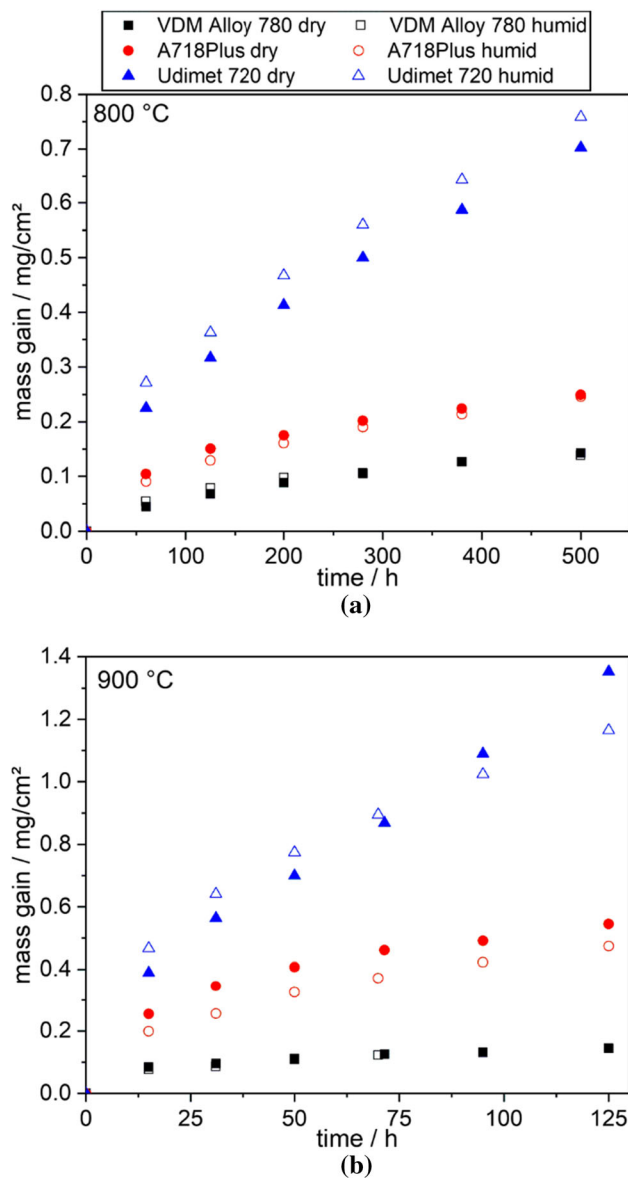 VDM Alloy 780 dry VDM Alloy 780 humid
A718Plus dry A718Plus humid
Udimet 720 dry Udimet 720 humid
800 °C
0.8
0.7
0.6
0.5
0.4
0.3
0.2
0.1
0.0
mass gain / mg/cm²
0 100 200 300 400 500
time / h
(a)
900 °C
1.4
1.2
1.0
0.8
0.6
0.4
0.2
0.0
mass gain / mg/cm²
0 25 50 75 100 125
time / h
(b)